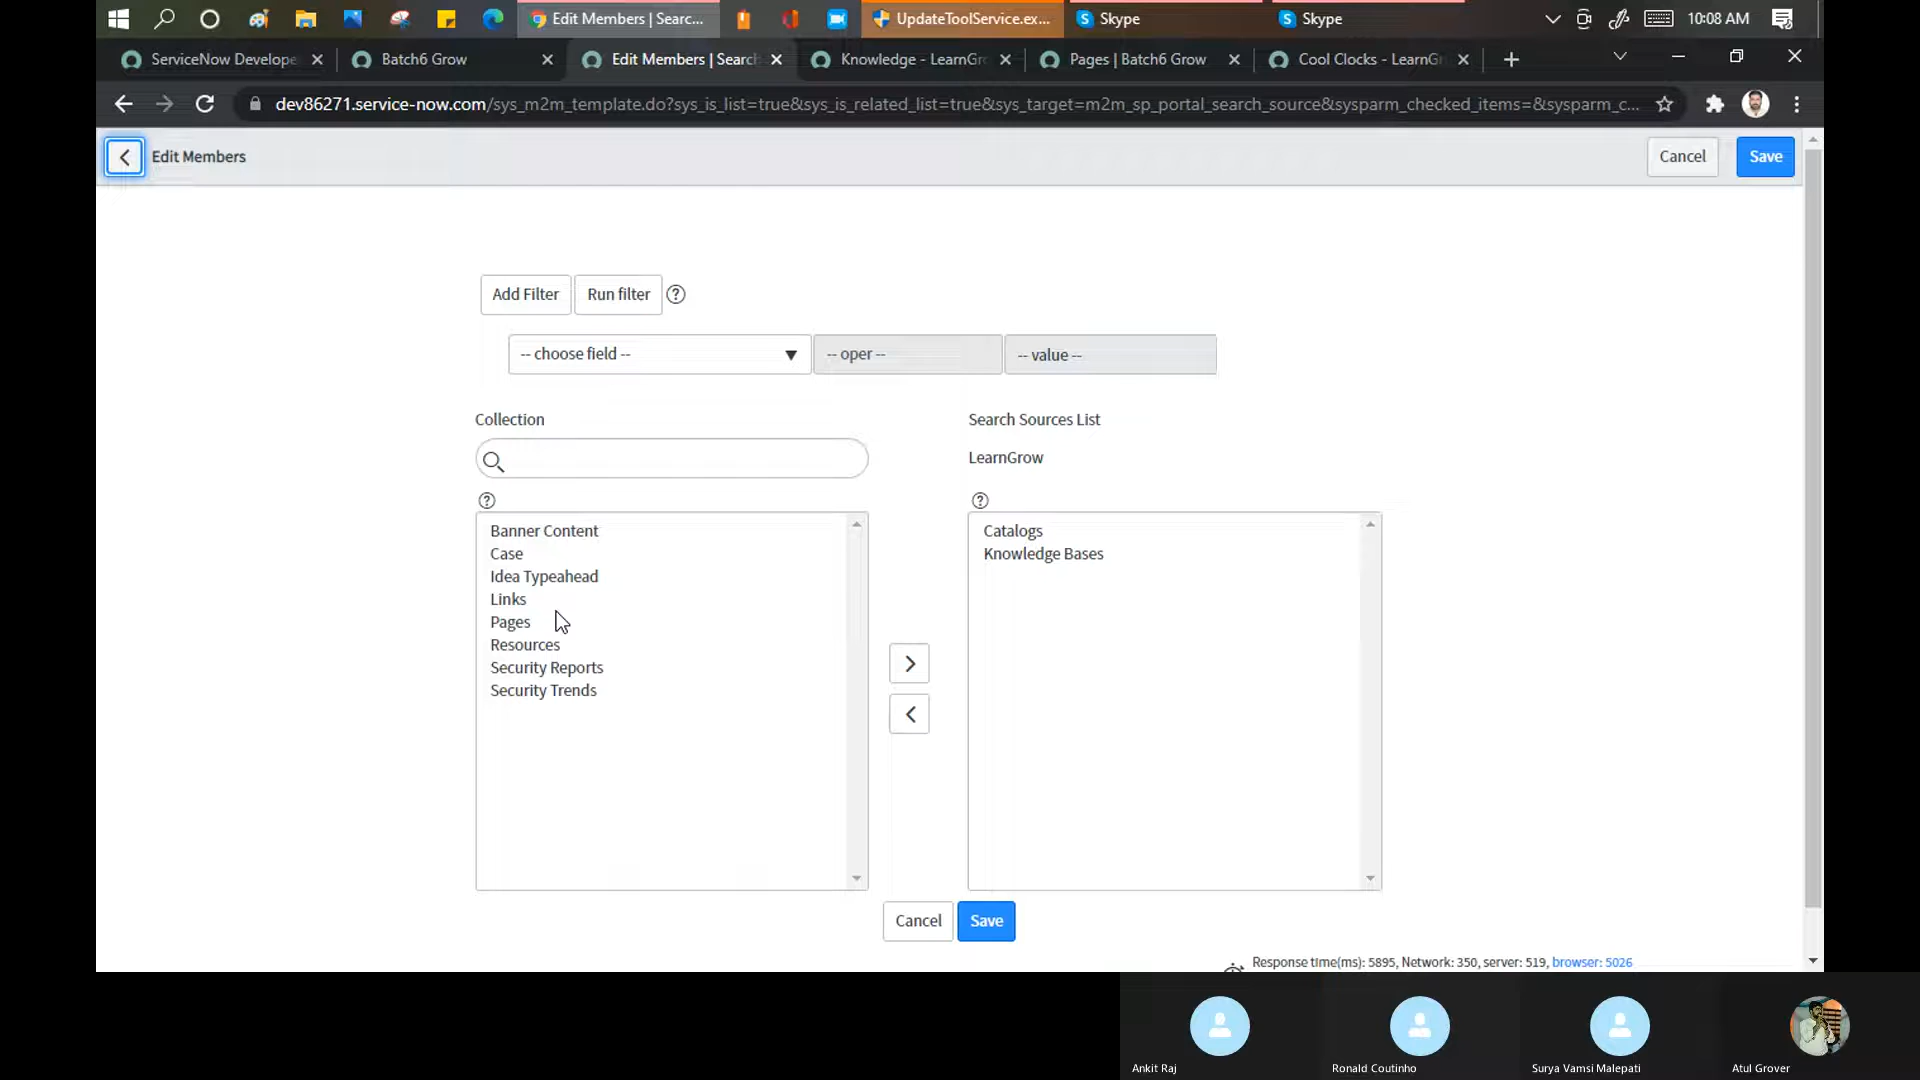 Edit Members | Searc...
UpdateToolService.ex...
Skype
Skype
10:08 AM
ServiceNow Develope
Batch6 Grow
Edit Members | Search
Knowledge - LearnGr
Pages | Batch6 Grow
Cool Clocks - LearnG
dev86271.service-now.com/sys_m2m_template.do?sys_is_list=true&sys_is_related_list=true&sys_target=m2m_sp_portal_search_source&sysparm_checked_items=&sysparm_c...
Edit Members
Cancel
Save
Add Filter
Run filter
-- choose field --
-- oper --
-- value --
Collection
Search Sources List
LearnGrow
Banner Content
Case
Idea Typeahead
Links
Pages
Resources
Security Reports
Security Trends
Catalogs
Knowledge Bases
Cancel
Save
Response time(ms): 5895, Network: 350, server: 519, browser: 5026
Ankit Raj
Ronald Coutinho
Surya Vamsi Malepati
Atul Grover